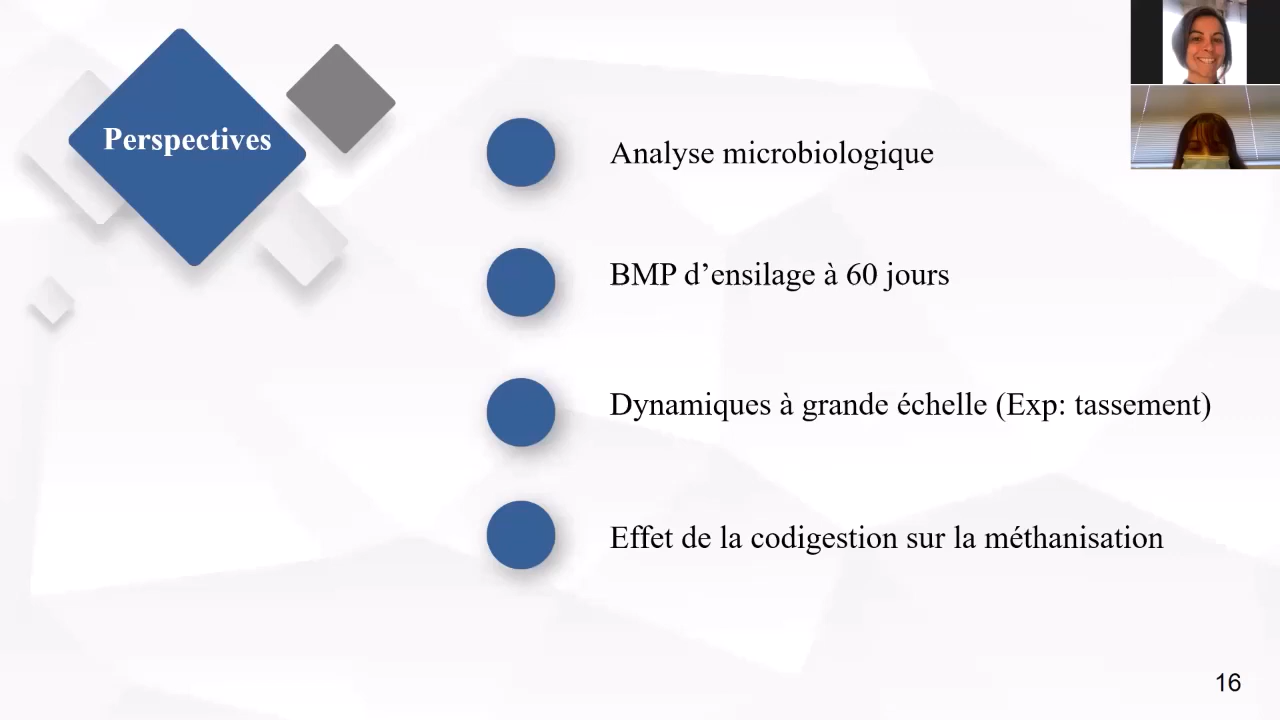 Perspectives
Analyse microbiologique
BMP d’ensilage à 60 jours
Dynamiques à grande échelle (Exp: tassement)
Effet de la codigestion sur la méthanisation
16